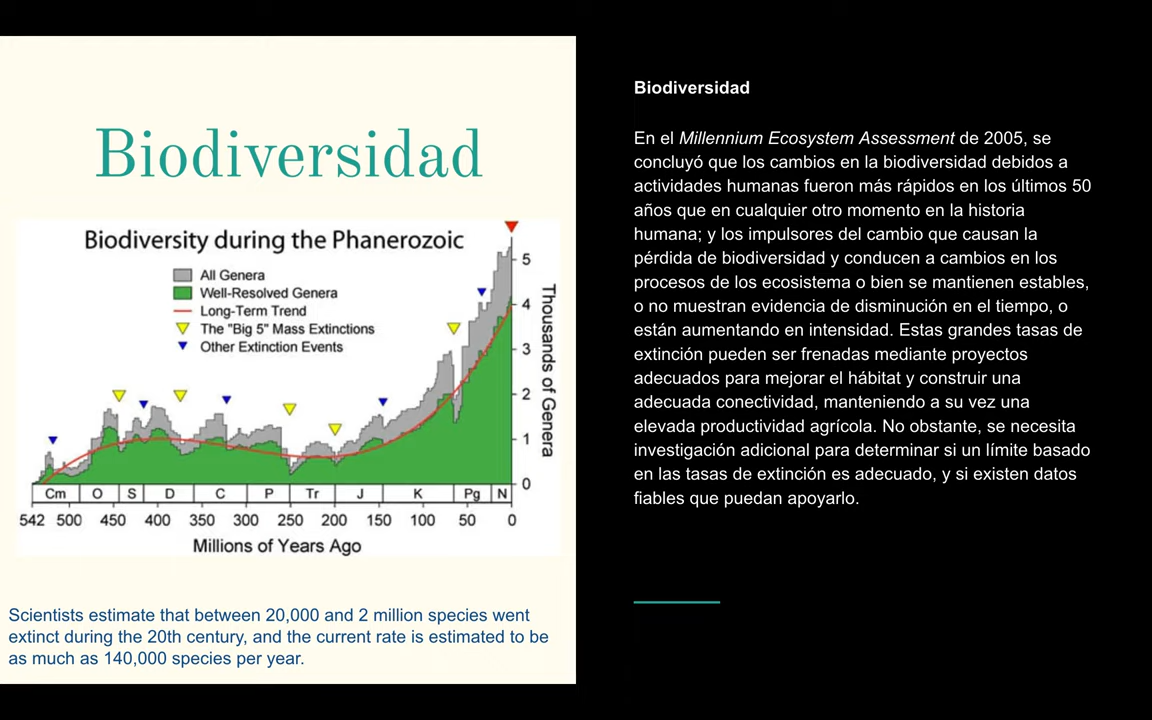 Biodiversidad
Biodiversity during the Phanerozoic
All Genera
Well-Resolved Genera
Long-Term Trend
The "Big 5" Mass Extinctions
Other Extinction Events
5
4
3
2
1
0
Thousands of Genera
Cm O S D C P Tr J K Pg N
542 500 450 400 350 300 250 200 150 100 50 0
Millions of Years Ago
Scientists estimate that between 20,000 and 2 million species went
extinct during the 20th century, and the current rate is estimated to be
as much as 140,000 species per year.
Biodiversidad
En el Millennium Ecosystem Assessment de 2005, se
concluyó que los cambios en la biodiversidad debidos a
actividades humanas fueron más rápidos en los últimos 50
años que en cualquier otro momento en la historia
humana; y los impulsores del cambio que causan la
pérdida de biodiversidad y conducen a cambios en los
procesos de los ecosistema o bien se mantienen estables,
o no muestran evidencia de disminución en el tiempo, o
están aumentando en intensidad. Estas grandes tasas de
extinción pueden ser frenadas mediante proyectos
adecuados para mejorar el hábitat y construir una
adecuada conectividad, manteniendo a su vez una
elevada productividad agrícola. No obstante, se necesita
investigación adicional para determinar si un límite basado
en las tasas de extinción es adecuado, y si existen datos
fiables que puedan apoyarlo.